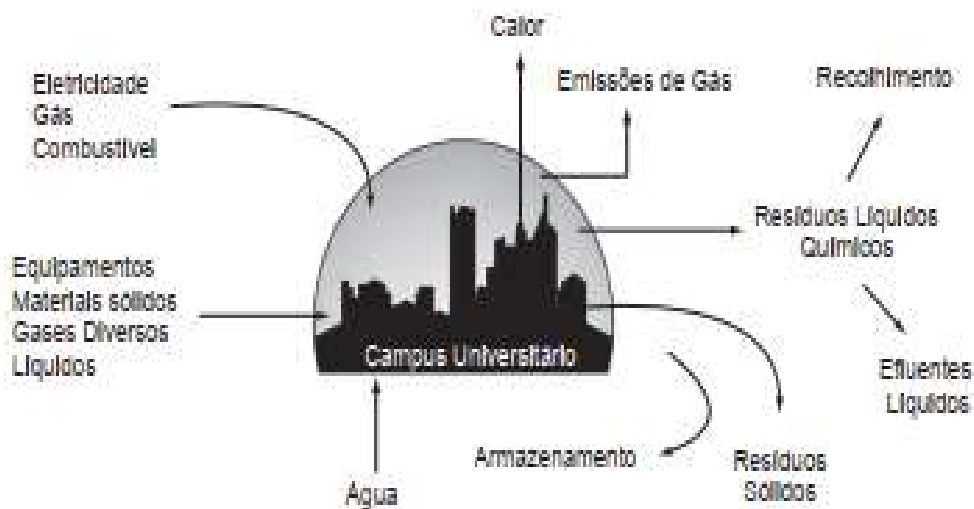 Calor
Emissões de Gás
Recolhimento
Eletricidade
Gás
Combustível
Resíduos Líquidos
Químicos
Equipamentos
Materiais sólidos
Gases Diversos
Líquidos
Campus Universitário
Efluentes
Líquidos
Armazenamento
Resíduos
Sólidos
Água